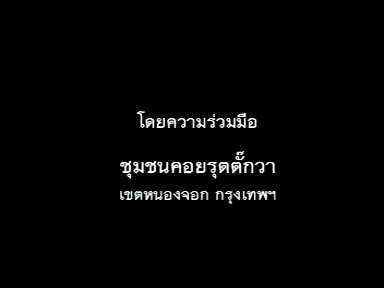 โดยความร่วมมือ
ชุมชนคอยรุตตั๊กวา
เขตหนองจอก กรุงเทพฯ